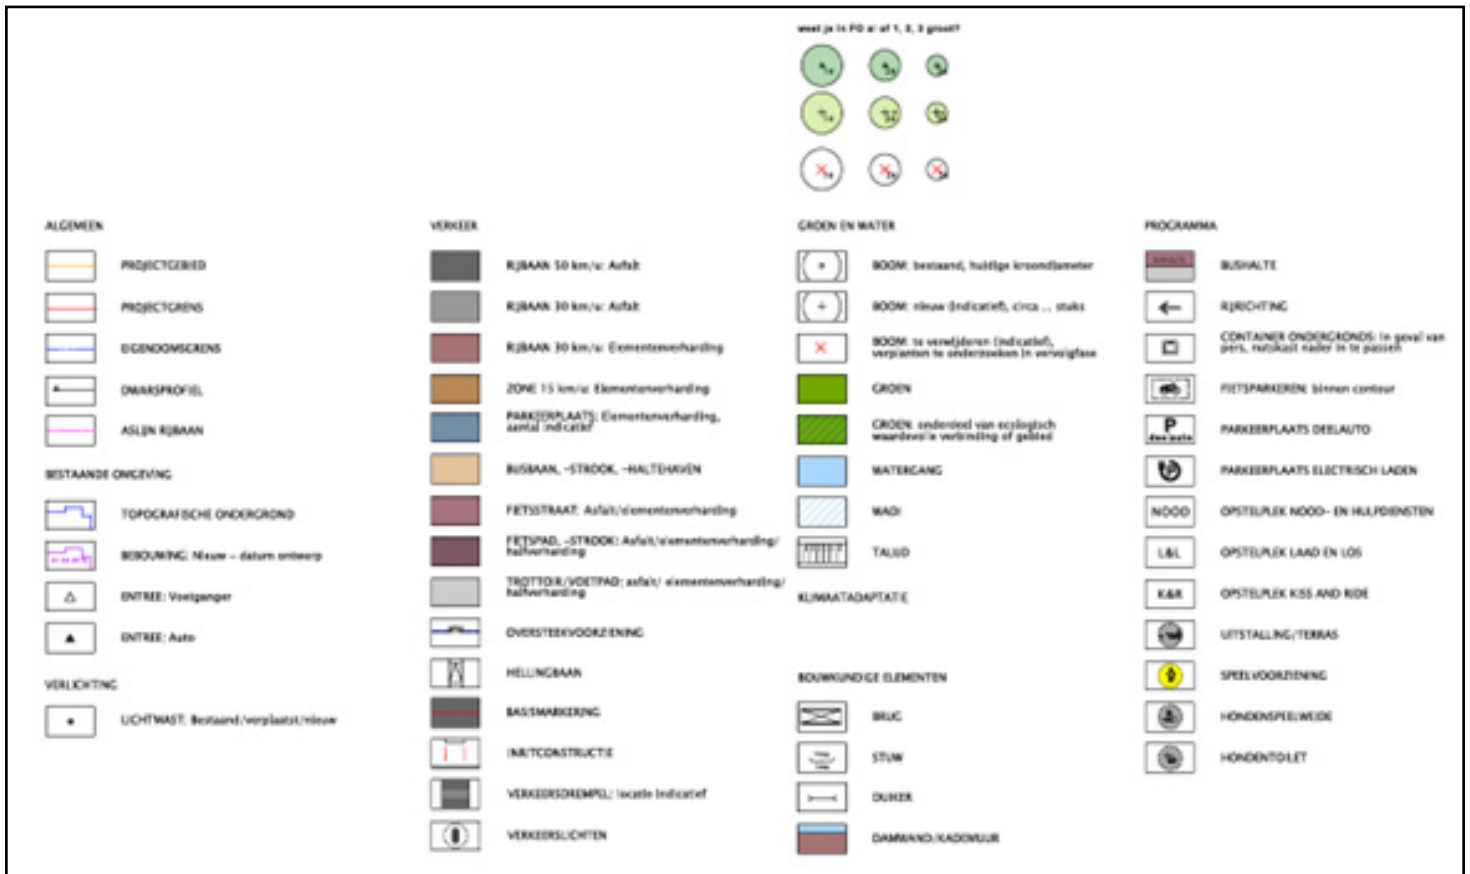 weet je in FO al of 1, 2, 3 groot?
ALGEMEEN
PROJECTGEBIED
PROJECTGRENS
EIGENDOMSGRENS
DWARSPROFIEL
ASLIJN RIJBAAN
BESTAANDE OMGEVING
TOPOGRAFISCHE ONDERGROND
BEBOUWING: Nieuw - datum ontwerp
ENTREE: Voetganger
ENTREE: Auto
VERLICHTING
LICHTMAST: Bestaand/verplaatst/nieuw
VERKEER
RIJBAAN 50 km/u: Asfalt
RIJBAAN 30 km/u: Asfalt
RIJBAAN 30 km/u: Elementenverharding
ZONE 15 km/u: Elementenverharding
PARKEERPLAATS: Elementenverharding,
aantal indicatief
BUSBAAN, -STROOK, -HALTEHAVEN
FIETSSTRAAT: Asfalt/elementenverharding
FIETSPAD, -STROOK: Asfalt/elementenverharding/
halfverharding
TROTTOIR/VOETPAD: asfalt/ elementenverharding/
halfverharding
OVERSTEEKVOORZIENING
HELLINGBAAN
BASISMARKERING
INRITCONSTRUCTIE
VERKEERSDREMPEL: locatie indicatief
VERKEERSLICHTEN
GROEN EN WATER
BOOM: bestaand, huidige kroondiameter
BOOM: nieuw (indicatief), circa ... stuks
BOOM: te verwijderen (indicatief),
verplanten te onderzoeken in vervolgfase
GROEN
GROEN: onderdeel van ecologisch
waardevolle verbinding of gebied
WATERGANG
WADI
TALUD
KLIMAATADAPTATIE
BOUWKUNDIGE ELEMENTEN
BRUG
STUW
DUIKER
DAMWAND/KADEMUUR
PROGRAMMA
BUSHALTE
RIJRICHTING
CONTAINER ONDERGRONDS: in geval van
pers, nutskast nader in te passen
FIETSPARKEREN: binnen contour
P
deelauto
PARKEERPLAATS DEELAUTO
PARKEERPLAATS ELECTRISCH LADEN
NOOD
OPSTELPLEK NOOD- EN HULPDIENSTEN
L&L
OPSTELPLEK LAAD EN LOS
K&R
OPSTELPLEK KISS AND RIDE
UITSTALLING/TERRAS
SPEELVOORZIENING
HONDENSPEELWEIDE
HONDENTOILET